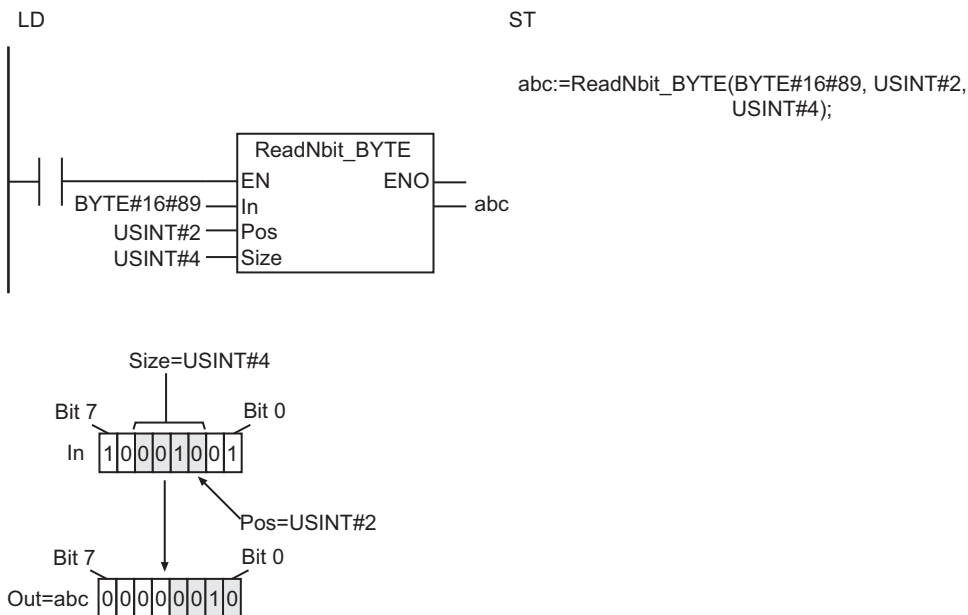 LD
ST
abc:=ReadNbit_BYTE(BYTE#16#89, USINT#2,
USINT#4);
ReadNbit_BYTE
EN ENO
BYTE#16#89 In abc
USINT#2 Pos
USINT#4 Size
Size=USINT#4
Bit 7 Bit 0
In 1 0 0 0 1 0 0 1
Pos=USINT#2
Bit 7 Bit 0
Out=abc 0 0 0 0 0 0 1 0